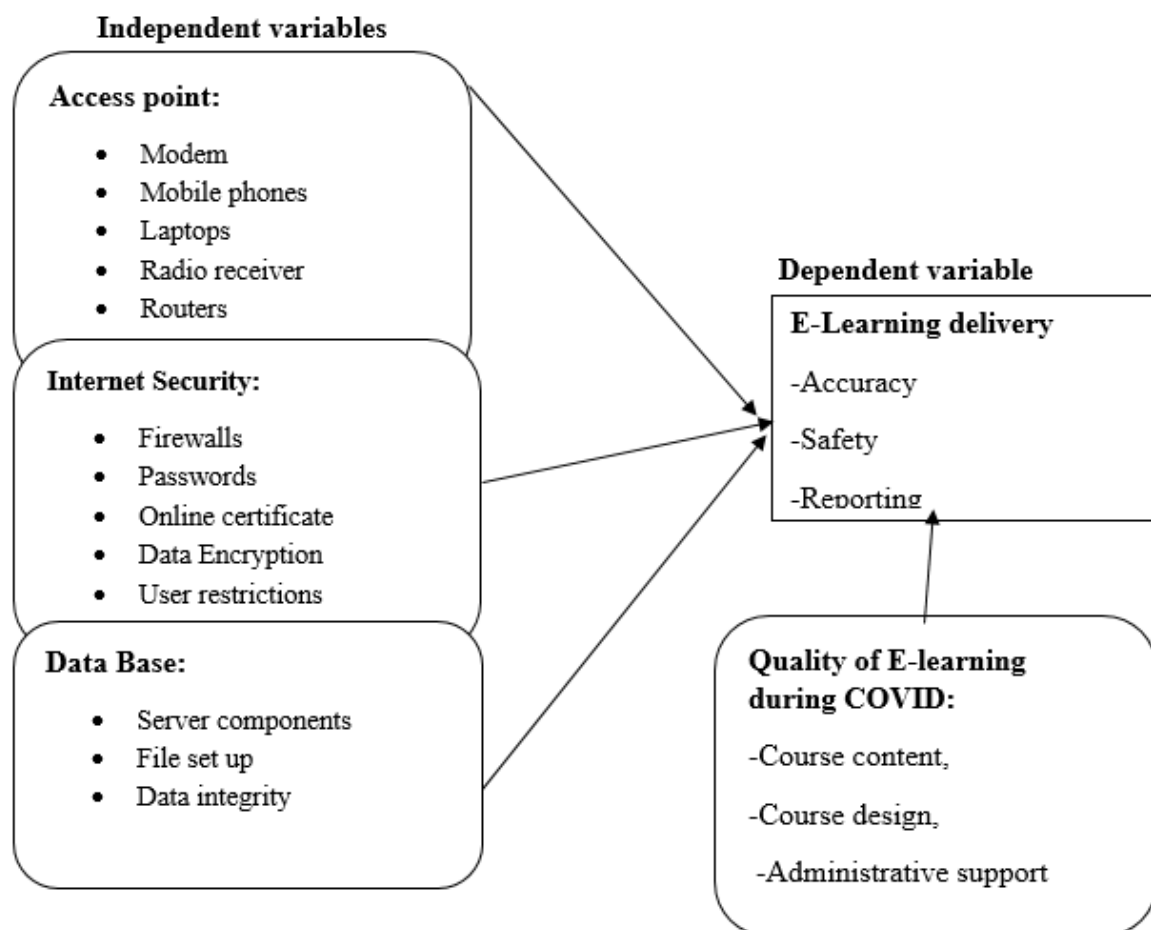 Independent variables
Access point:
• Modem
• Mobile phones
• Laptops
• Radio receiver
• Routers
Internet Security:
• Firewalls
• Passwords
• Online certificate
• Data Encryption
• User restrictions
Data Base:
• Server components
• File set up
• Data integrity
Dependent variable
E-Learning delivery
-Accuracy
-Safety
-Reporting
Quality of E-learning
during COVID:
-Course content,
-Course design,
-Administrative support